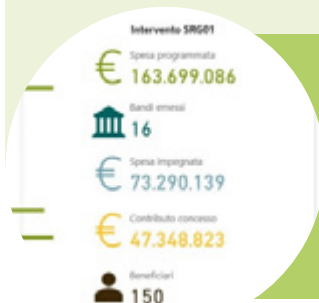 Intervento SRG01
Spesa programmata
€ 163.699.086
Bandi emessi
16
Spesa impegnata
€ 73.290.139
Contributo concesso
€ 47.348.823
Beneficiari
150